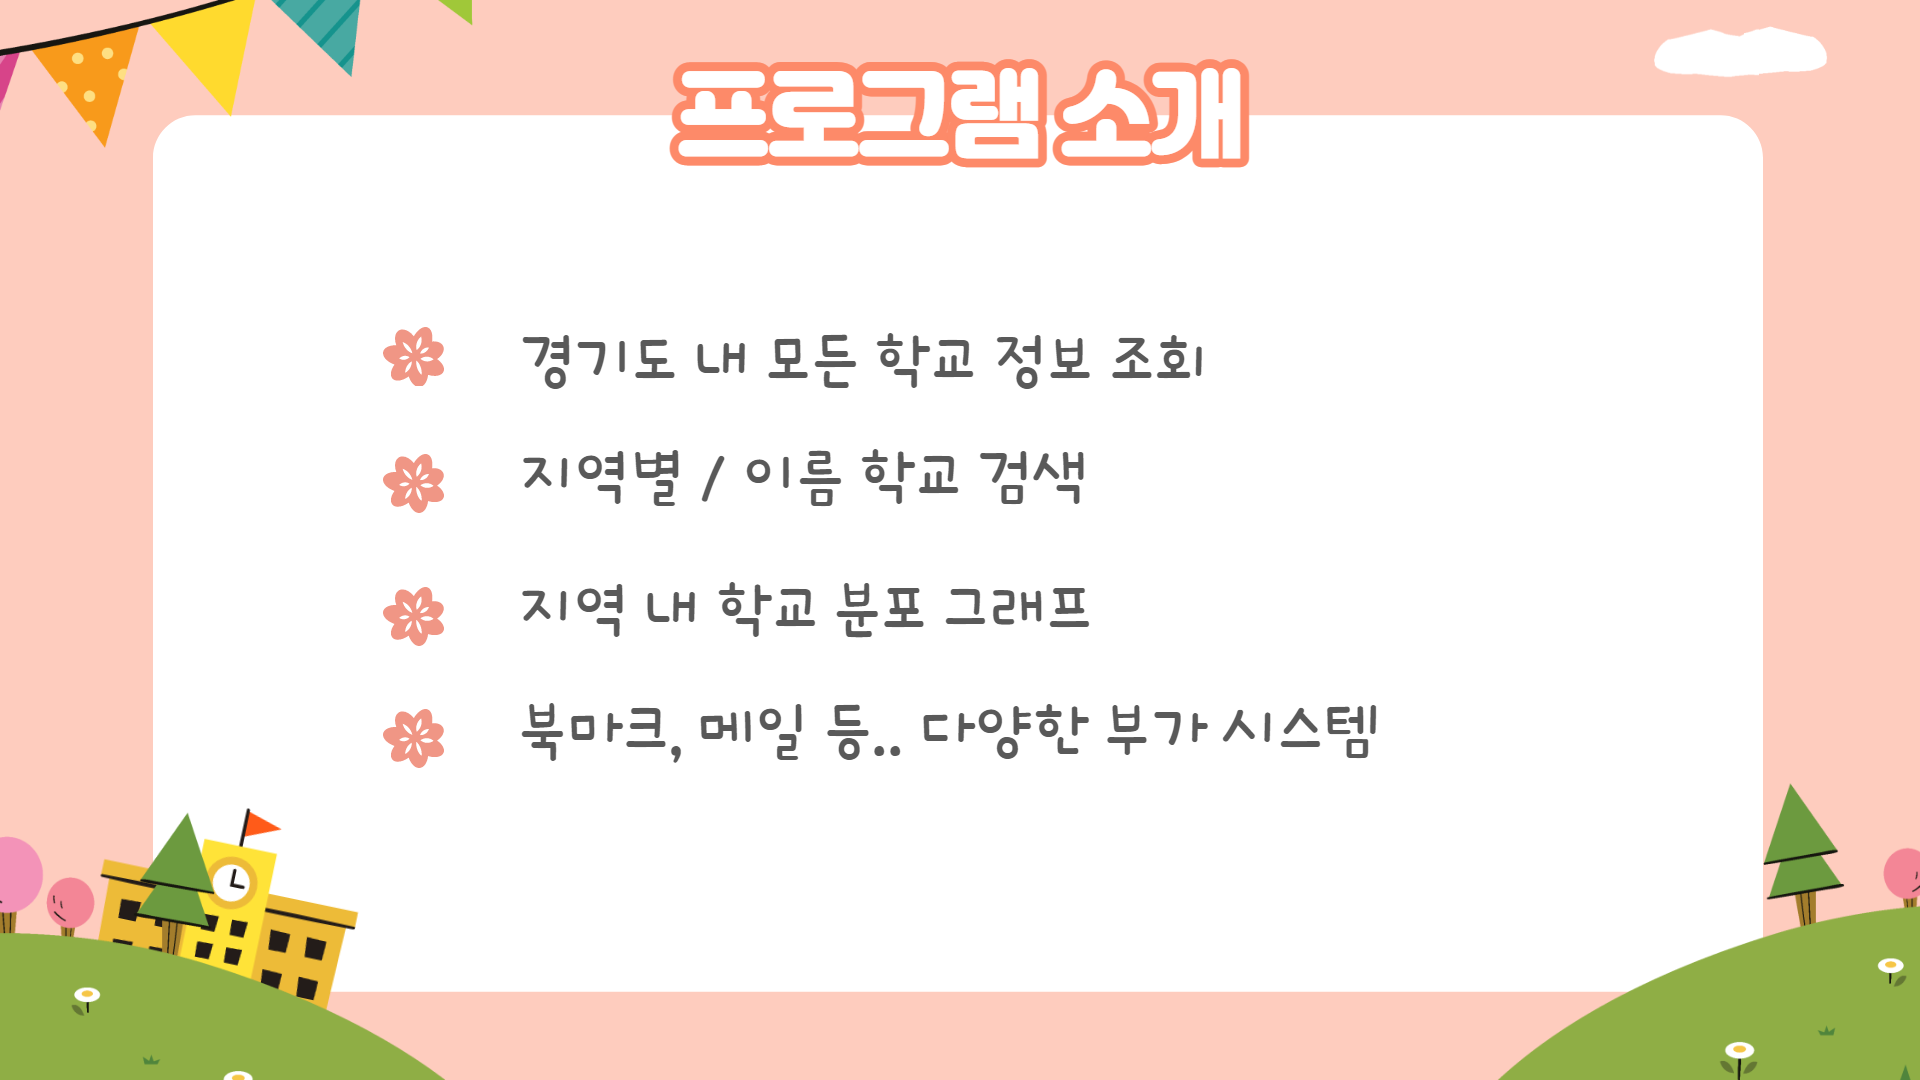 프로그램 소개
경기도 내 모든 학교 정보 조회
지역별 / 이름 학교 검색
지역 내 학교 분포 그래프
북마크, 메일 등.. 다양한 부가 시스템